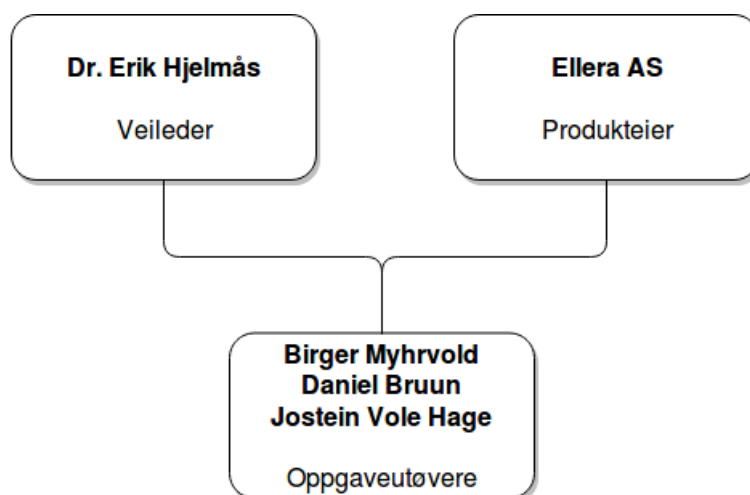 Dr. Erik Hjelmås
Veileder
Ellera AS
Produkteier
Birger Myhrvold
Daniel Bruun
Jostein Vole Hage
Oppgaveutøvere